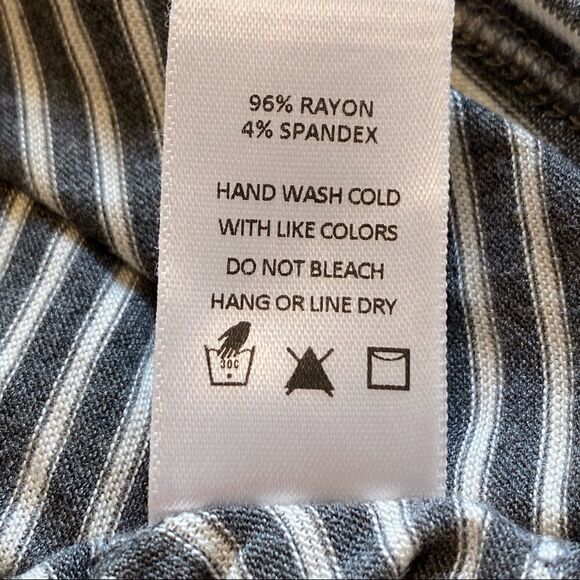 96% RAYON
4% SPANDEX
HAND WASH COLD
WITH LIKE COLORS
DO NOT BLEACH
HANG OR LINE DRY
30C